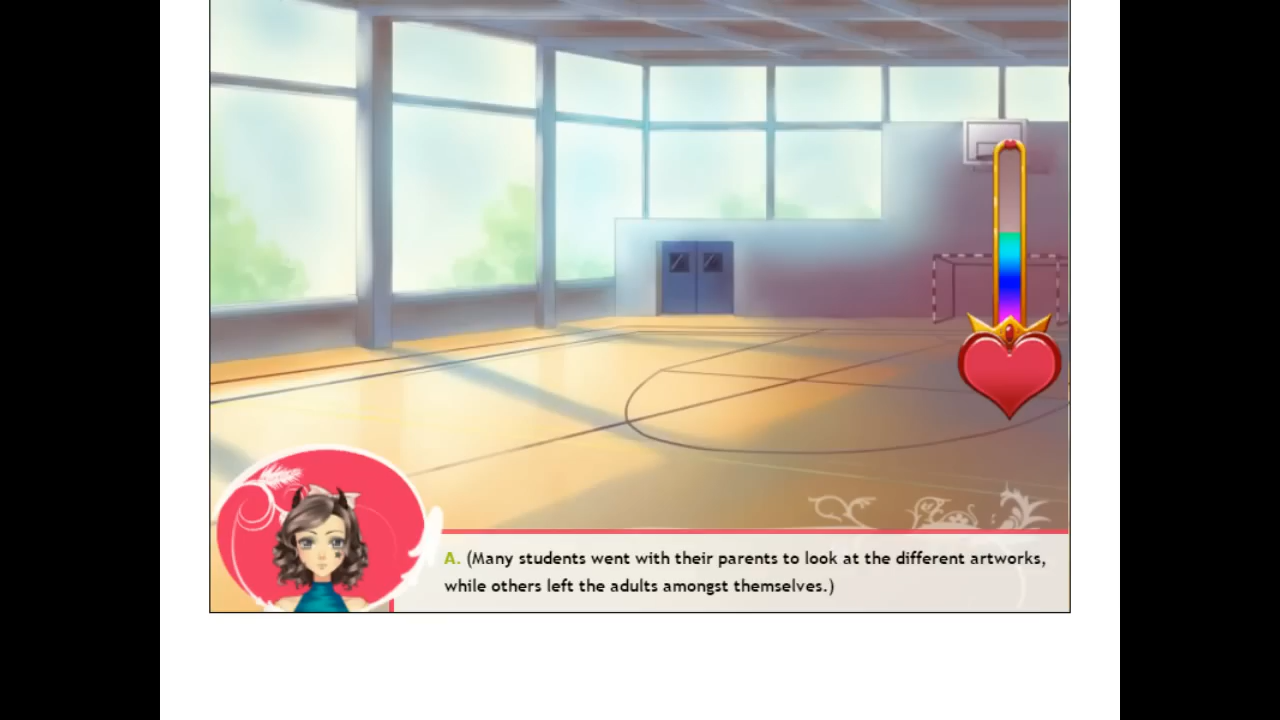 A. (Many students went with their parents to look at the different artworks,
while others left the adults amongst themselves.)